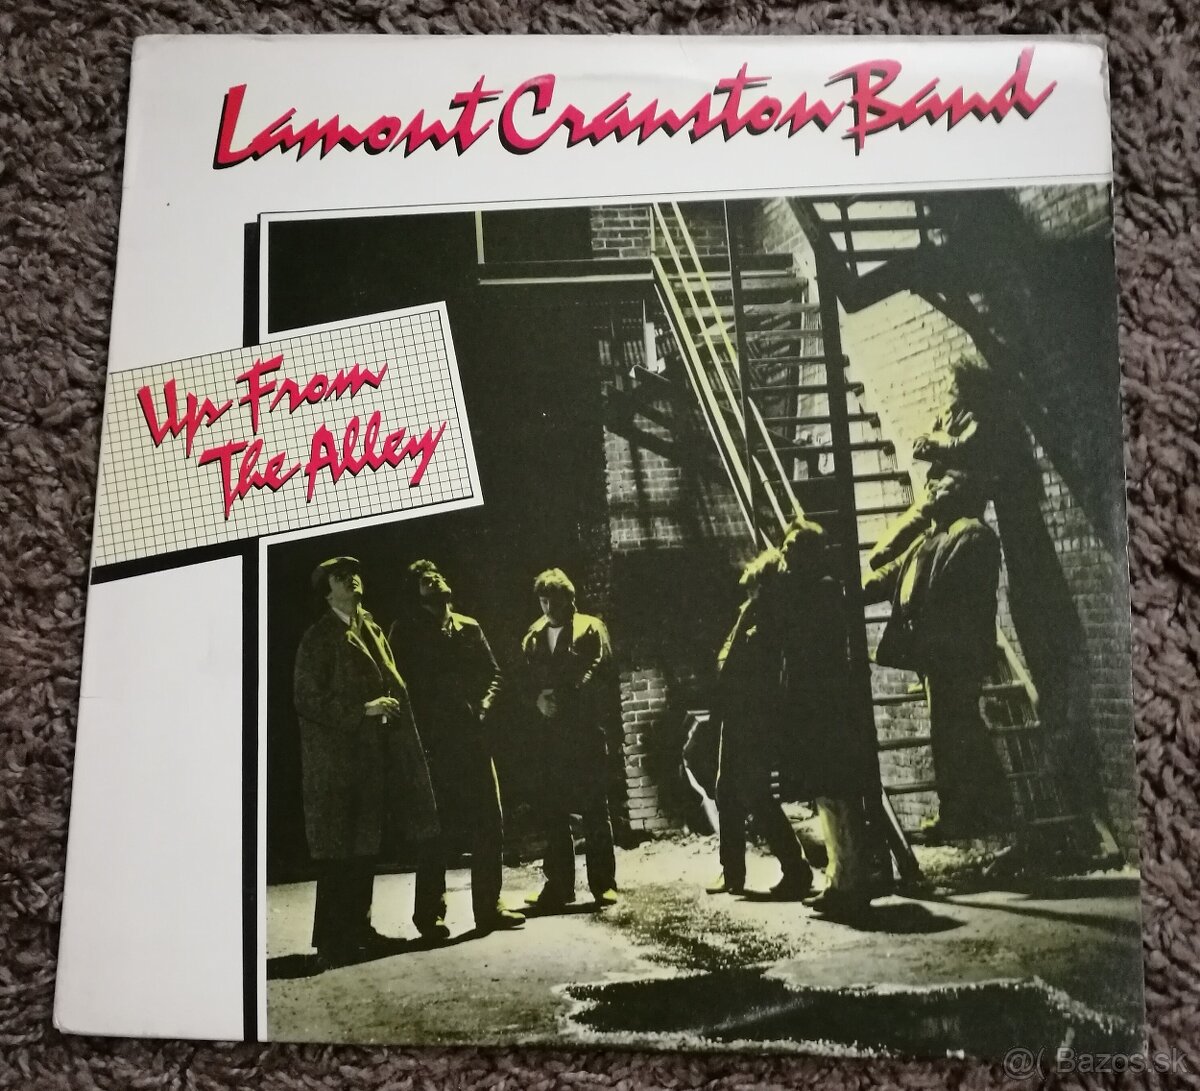 Lamont Cranston Band
Up From
The Alley
@( Bazos.sk